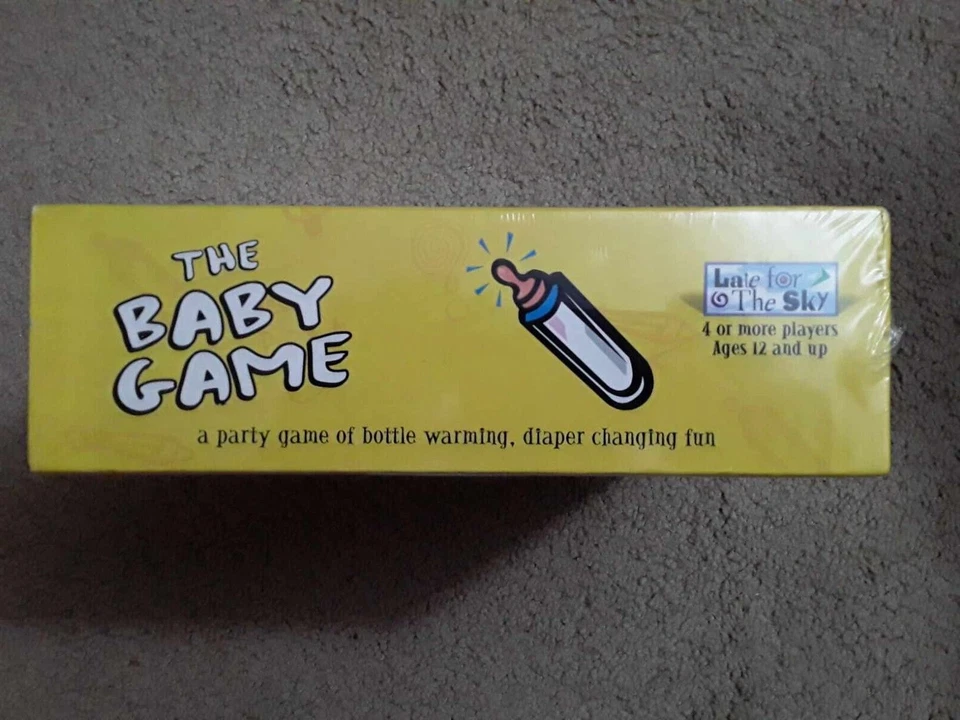 THE
BABY
GAME
a party game of bottle warming, diaper changing fun
Late for
The Sky
4 or more players
Ages 12 and up